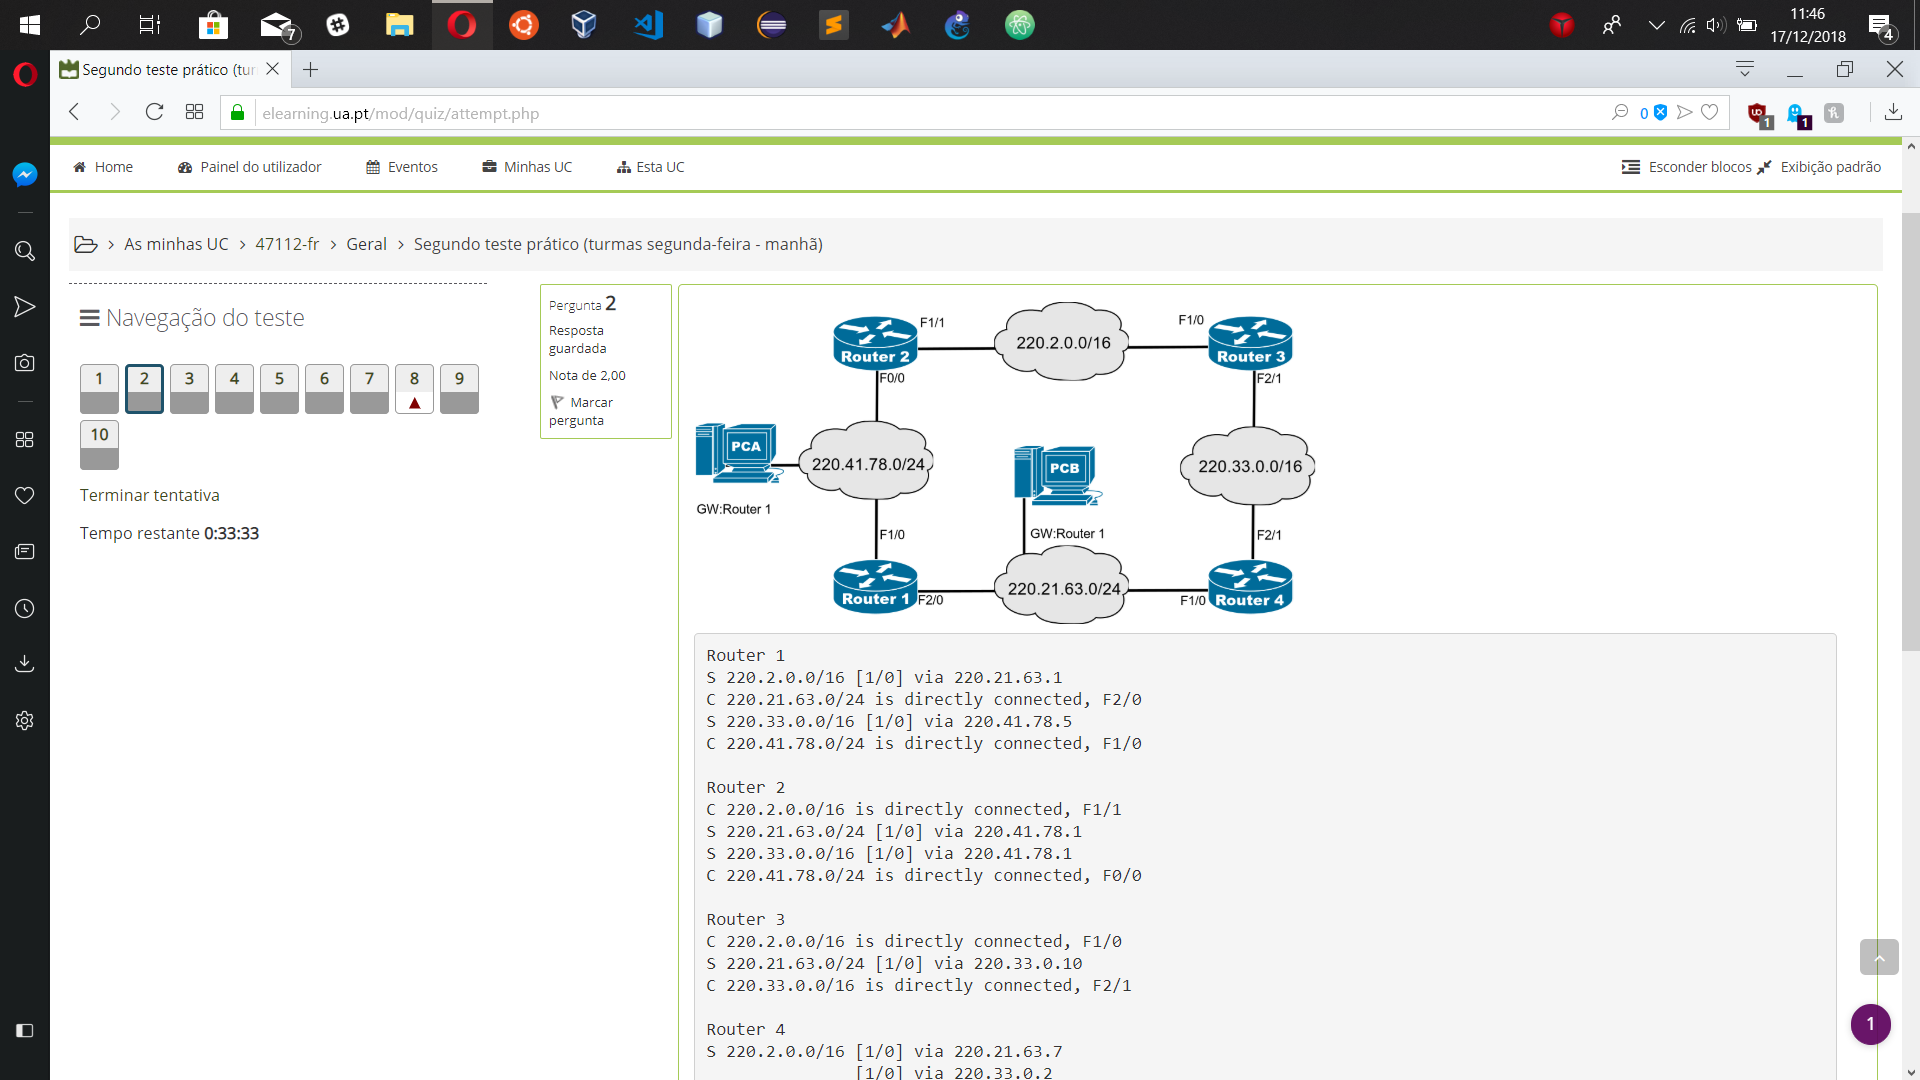 7
11:46
17/12/2018
4
Segundo teste prático (tur
elearning.ua.pt/mod/quiz/attempt.php
0
1
1
Home
Painel do utilizador
Eventos
Minhas UC
Esta UC
Esconder blocos
Exibição padrão
As minhas UC > 47112-fr > Geral > Segundo teste prático (turmas segunda-feira - manhã)
Navegação do teste
1 2 3 4 5 6 7 8 9
10
Terminar tentativa
Tempo restante 0:33:33
Pergunta 2
Resposta
guardada
Nota de 2,00
Marcar
pergunta
F1/1
220.2.0.0/16
F1/0
Router 2
Router 3
F0/0
F2/1
PCA
220.41.78.0/24
PCB
220.33.0.0/16
GW:Router 1
F1/0
GW:Router 1
F2/1
Router 1
F2/0
220.21.63.0/24
F1/0
Router 4
Router 1
S 220.2.0.0/16 [1/0] via 220.21.63.1
C 220.21.63.0/24 is directly connected, F2/0
S 220.33.0.0/16 [1/0] via 220.41.78.5
C 220.41.78.0/24 is directly connected, F1/0
Router 2
C 220.2.0.0/16 is directly connected, F1/1
S 220.21.63.0/24 [1/0] via 220.41.78.1
S 220.33.0.0/16 [1/0] via 220.41.78.1
C 220.41.78.0/24 is directly connected, F0/0
Router 3
C 220.2.0.0/16 is directly connected, F1/0
S 220.21.63.0/24 [1/0] via 220.33.0.10
C 220.33.0.0/16 is directly connected, F2/1
Router 4
S 220.2.0.0/16 [1/0] via 220.21.63.7
[1/0] via 220.33.0.2
1